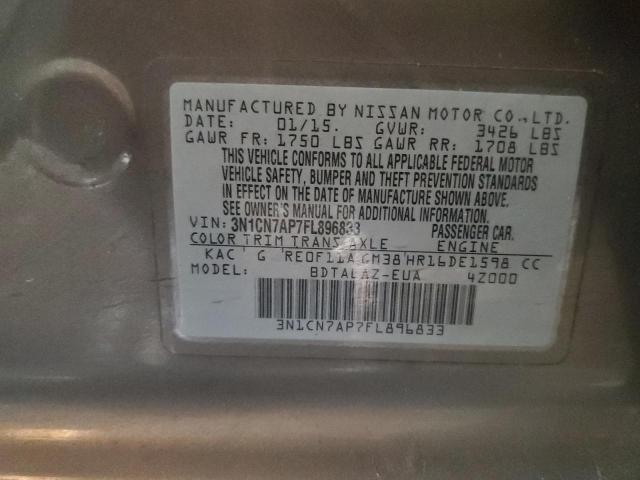 MANUFACTURED BY NISSAN MOTOR CO.,LTD.
DATE: 01/15. GVWR: 3426 LBS
GAWR FR: 1750 LBS GAWR RR: 1708 LBS
THIS VEHICLE CONFORMS TO ALL APPLICABLE FEDERAL MOTOR
VEHICLE SAFETY, BUMPER AND THEFT PREVENTION STANDARDS
IN EFFECT ON THE DATE OF MANUFACTURE SHOWN ABOVE.
SEE OWNER'S MANUAL FOR ADDITIONAL INFORMATION.
VIN: 3N1CN7AP7FL896833 PASSENGER CAR.
COLOR TRIM TRANS AXLE ENGINE
KAC G RE0F11A GM38 HR16DE1598 CC
MODEL: BDTALAZ-EUA 4Z000
3N1CN7AP7FL896833